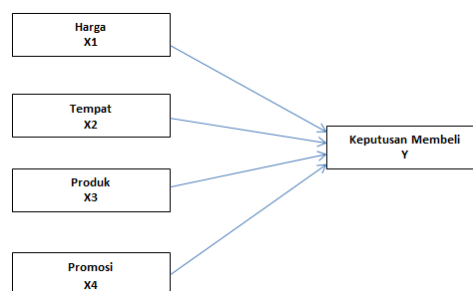 Harga
X1
Tempat
X2
Keputusan Membeli
Y
Produk
X3
Promosi
X4